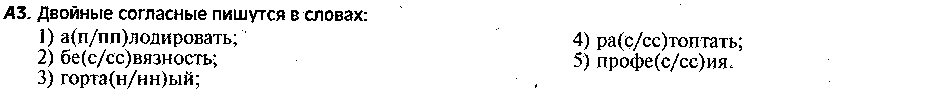 А3. Двойные согласные пишутся в словах:
1) а(п/пп)лодировать;
2) бе(с/сс)вязность;
3) горта(н/нн)ый;
4) ра(с/сс)топтать;
5) профе(с/сс)ия.